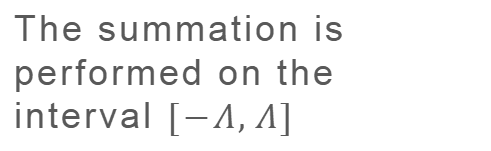 The summation is
performed on the
interval [−Λ, Λ]